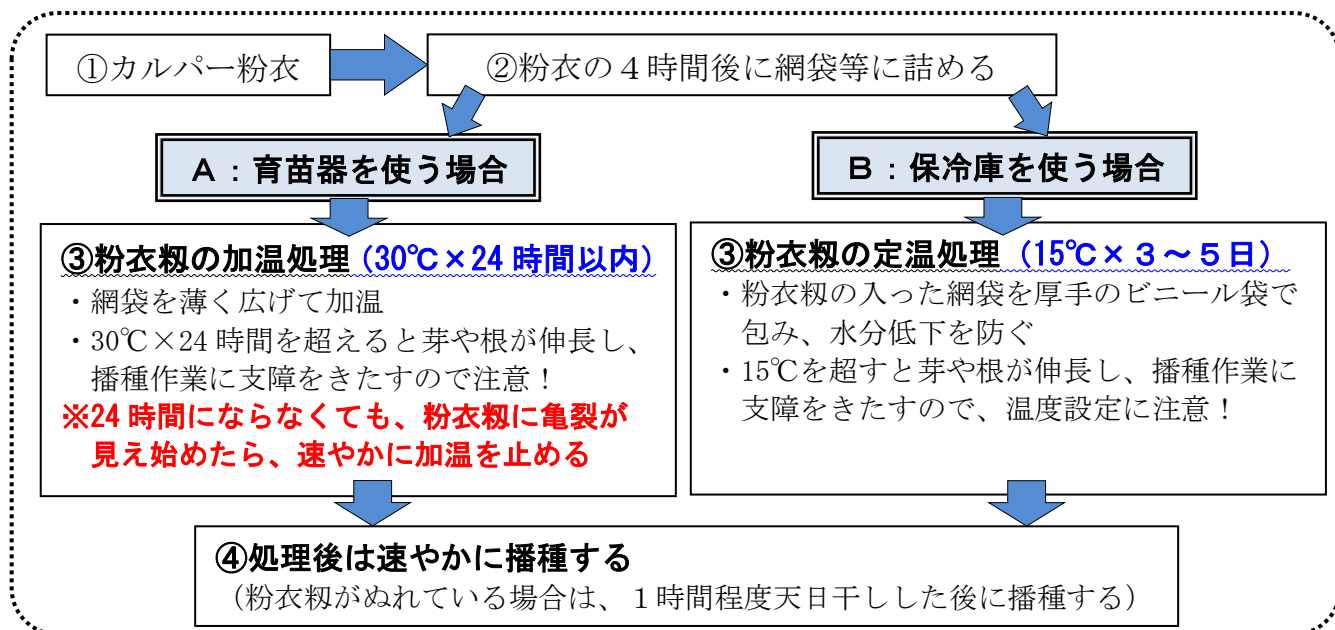 ①カルパー粉衣
②粉衣の４時間後に網袋等に詰める
Ａ：育苗器を使う場合
Ｂ：保冷庫を使う場合
③粉衣籾の加温処理（30℃×24 時間以内）
・網袋を薄く広げて加温
・30℃×24 時間を超えると芽や根が伸長し、
播種作業に支障をきたすので注意！
※24 時間にならなくても、粉衣籾に亀裂が
見え始めたら、速やかに加温を止める
③粉衣籾の定温処理（15℃×３～５日）
・粉衣籾の入った網袋を厚手のビニール袋で
包み、水分低下を防ぐ
・15℃を超すと芽や根が伸長し、播種作業に
支障をきたすので、温度設定に注意！
④処理後は速やかに播種する
（粉衣籾がぬれている場合は、１時間程度天日干しした後に播種する）